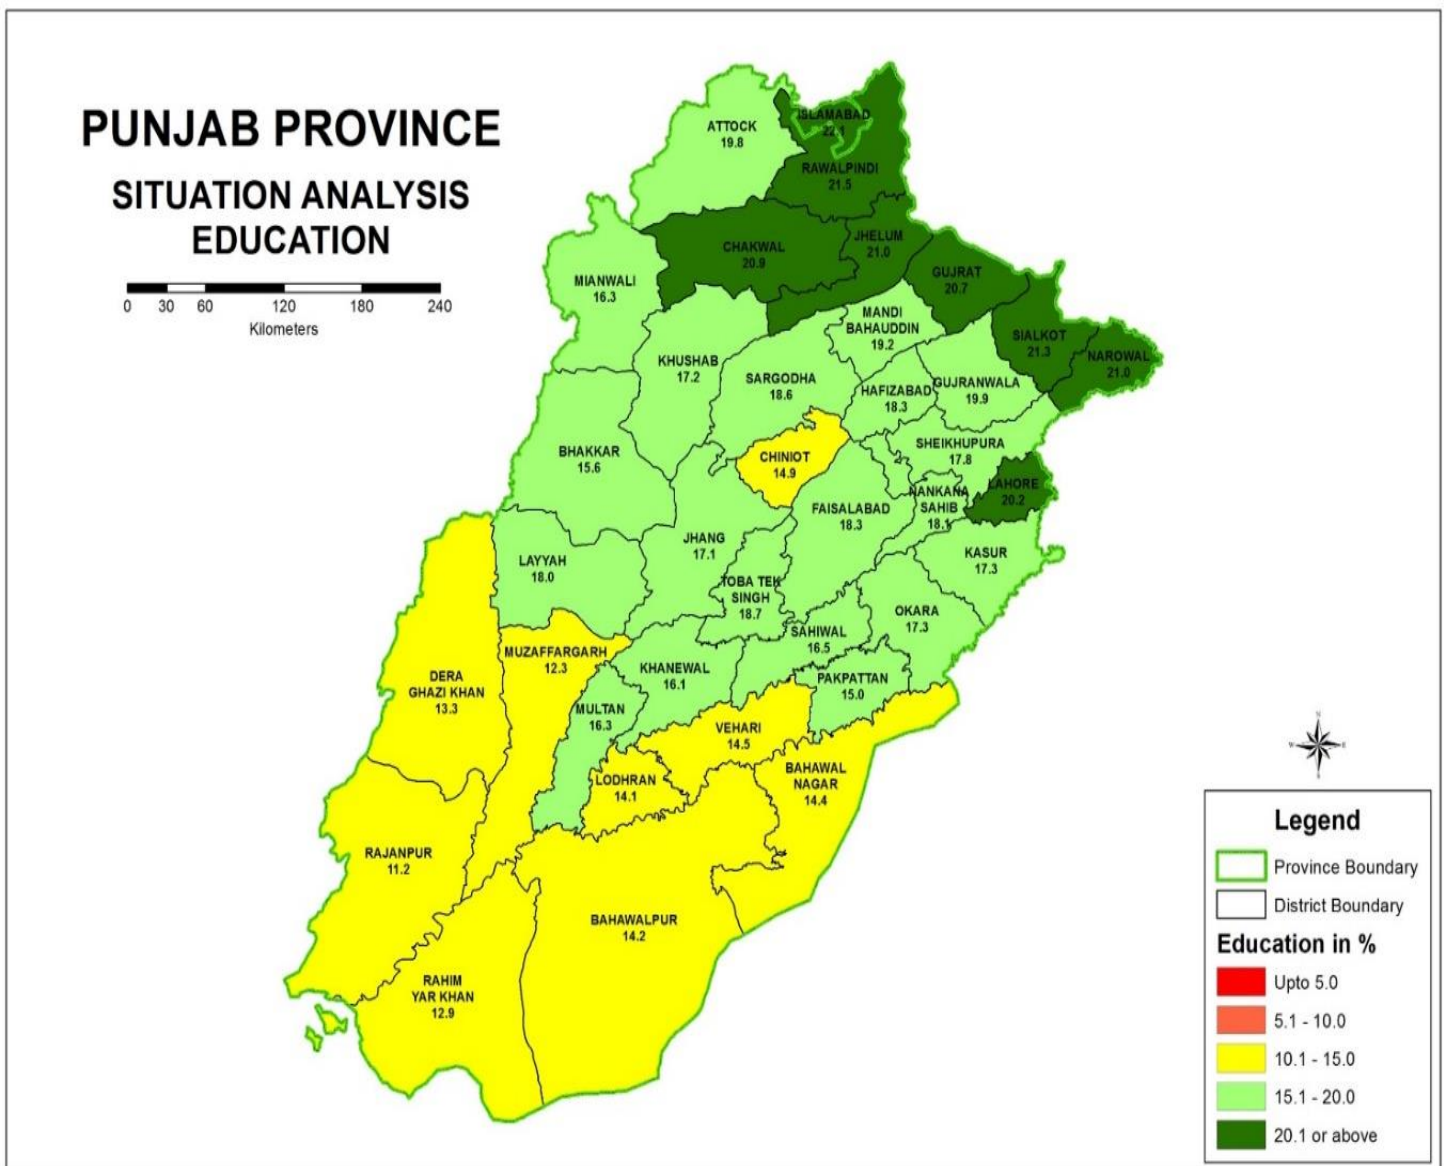 PUNJAB PROVINCE
SITUATION ANALYSIS
EDUCATION
0 30 60 120 180 240
Kilometers
ISLAMABAD
22.1
ATTOCK
19.8
RAWALPINDI
21.5
CHAKWAL
20.9
JHELUM
21.0
GUJRAT
20.7
MIANWALI
16.3
MANDI
BAHAUDDIN
19.2
SIALKOT
21.3
NAROWAL
21.0
KHUSHAB
17.2
SARGODHA
18.6
HAFIZABAD
18.3
GUJRANWALA
19.9
BHAKKAR
15.6
CHINIOT
14.9
SHEIKHUPURA
17.8
LAHORE
20.2
NANKANA
SAHIB
18.1
FAISALABAD
18.3
JHANG
17.1
KASUR
17.3
LAYYAH
18.0
TOBA TEK
SINGH
18.7
OKARA
17.3
SAHIWAL
16.5
MUZAFFARGARH
12.3
KHANEWAL
16.1
PAKPATTAN
15.0
DERA
GHAZI KHAN
13.3
MULTAN
16.3
VEHARI
14.5
LODHRAN
14.1
BAHAWAL
NAGAR
14.4
RAJANPUR
11.2
BAHAWALPUR
14.2
RAHIM
YAR KHAN
12.9
N
W E
S
Legend
Province Boundary
District Boundary
Education in %
Upto 5.0
5.1 - 10.0
10.1 - 15.0
15.1 - 20.0
20.1 or above